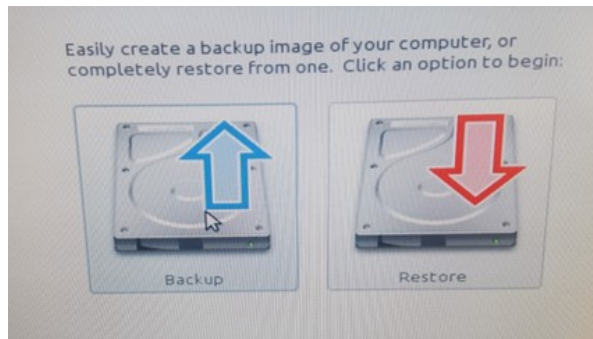 Easily create a backup image of your computer, or
completely restore from one.  Click an option to begin:
Backup
Restore